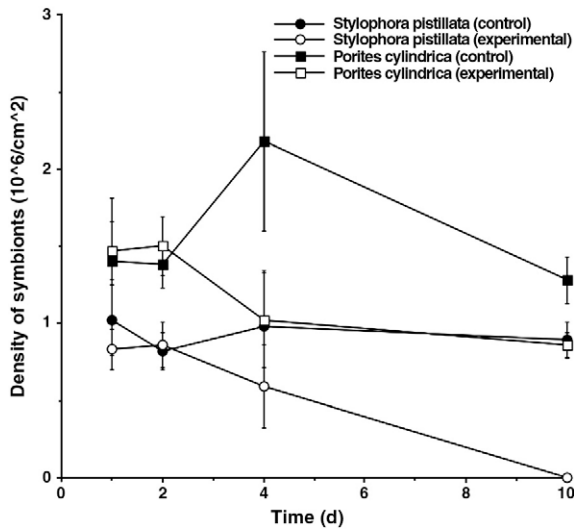 Stylophora pistillata (control)
Stylophora pistillata (experimental)
Porites cylindrica (control)
Porites cylindrica (experimental)
3
2
1
0
Density of symbionts (10^6/cm^2)
0 2 4 6 8 10
Time (d)